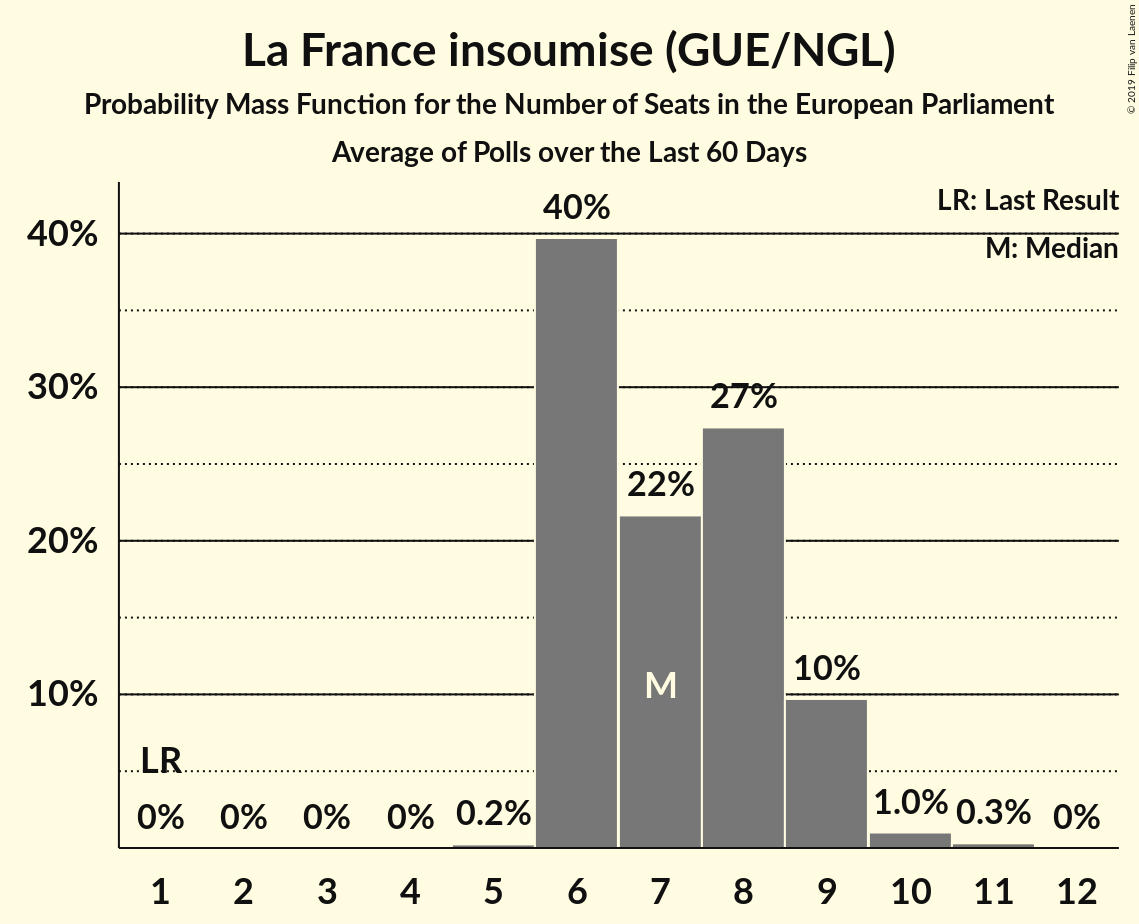 La France insoumise (GUE/NGL)
Probability Mass Function for the Number of Seats in the European Parliament
Average of Polls over the Last 60 Days
© 2019 Filip van Laenen
LR: Last Result
M: Median
40%
30%
20%
10%
LR
0%
0%
0%
0%
0.2%
40%
22%
M
27%
10%
1.0%
0.3%
0%
1 2 3 4 5 6 7 8 9 10 11 12